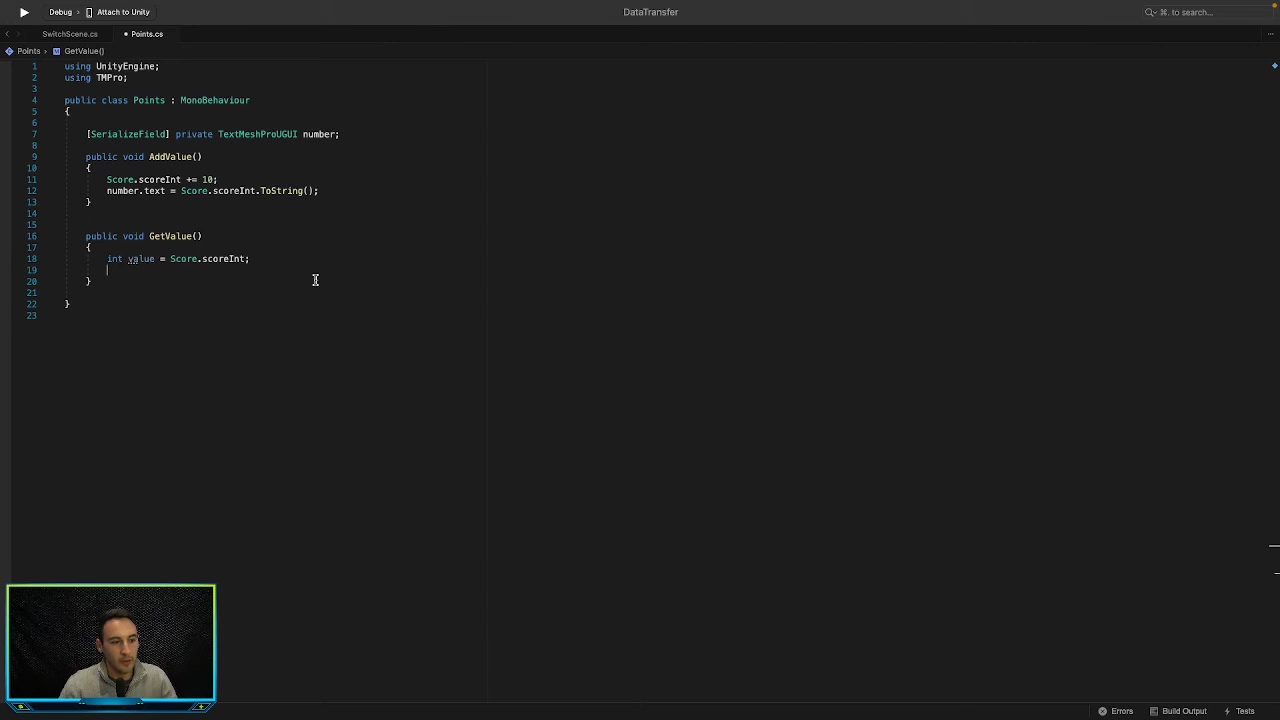 Debug > Attach to Unity
DataTransfer
⌘. to search...
SwitchScene.cs
Points.cs
Points > GetValue()
1 using UnityEngine;
2 using TMPro;
3
4 public class Points : MonoBehaviour
5 {
6
7 [SerializeField] private TextMeshProUGUI number;
8
9 public void AddValue()
10 {
11 Score.scoreInt += 10;
12 number.text = Score.scoreInt.ToString();
13 }
14
15
16 public void GetValue()
17 {
18 int value = Score.scoreInt;
19
20 }
21
22 }
23
Errors
Build Output
Tests